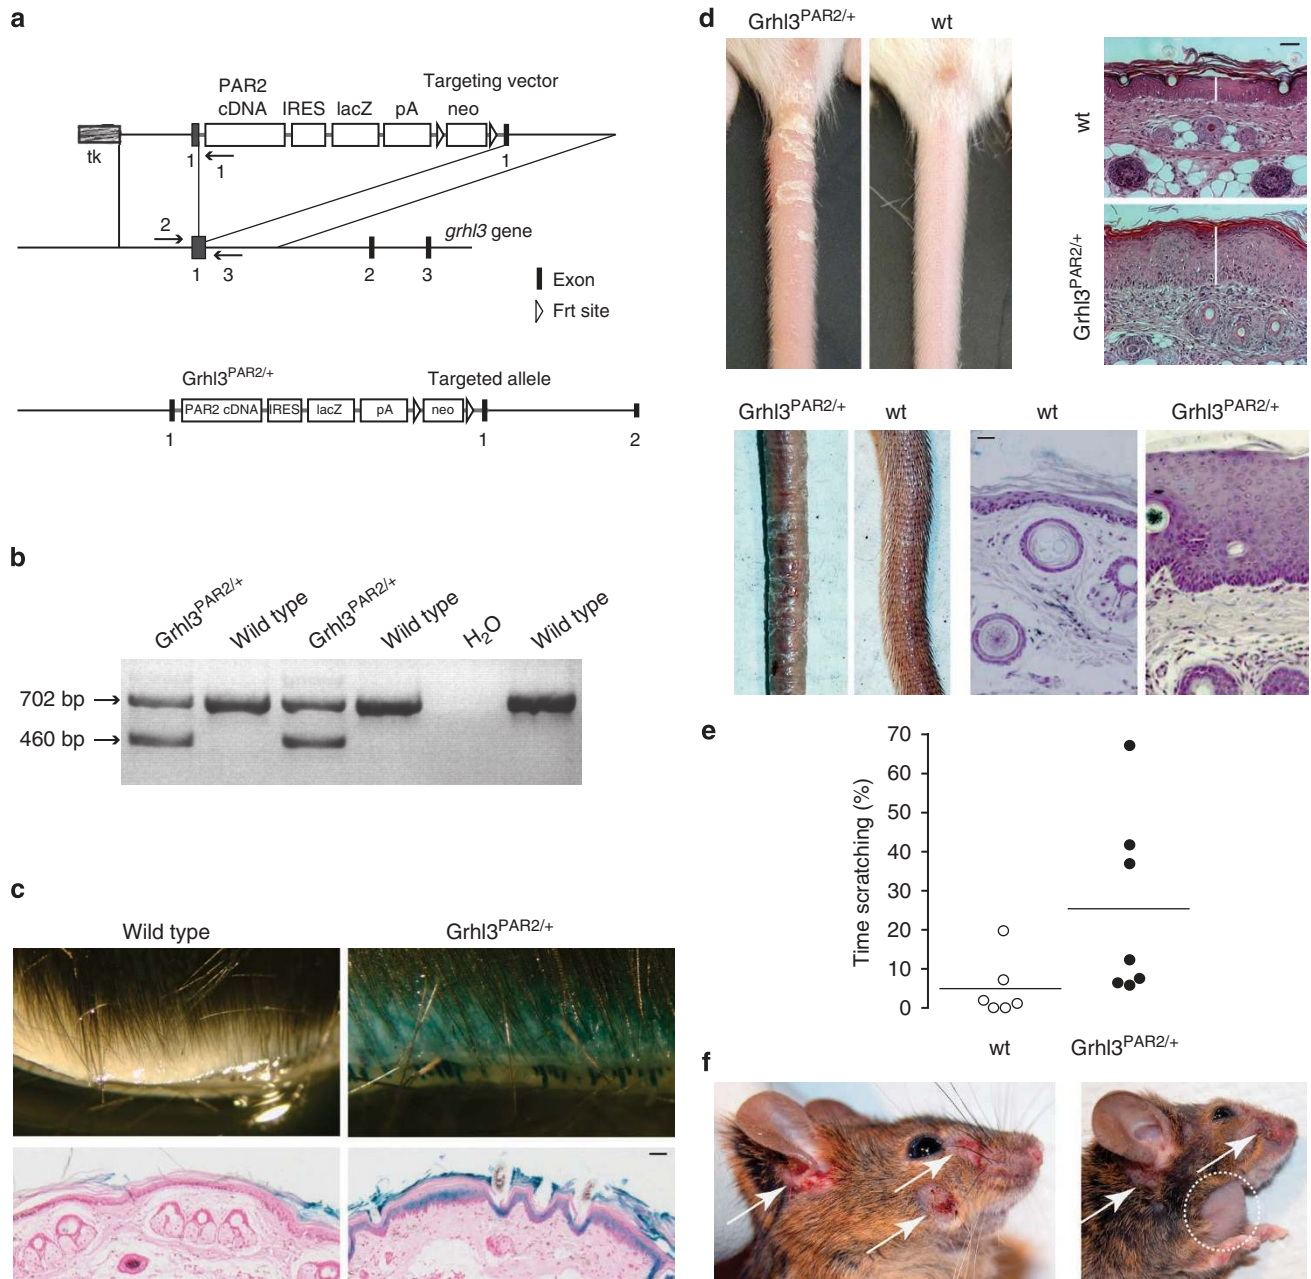 a
Targeting vector
PAR2
cDNA IRES lacZ pA neo
tk
1 1 1
2
grhl3 gene
1 3 2 3
Exon
Frt site
Grhl3PAR2/+ Targeted allele
PAR2 cDNA IRES lacZ pA neo
1 1 2
b
Grhl3PAR2/+ Wild type Grhl3PAR2/+ Wild type H2O Wild type
702 bp
460 bp
c
Wild type Grhl3PAR2/+
d
Grhl3PAR2/+ wt
wt
Grhl3PAR2/+
Grhl3PAR2/+ wt wt Grhl3PAR2/+
e
Time scratching (%)
70
60
50
40
30
20
10
0
wt Grhl3PAR2/+
f